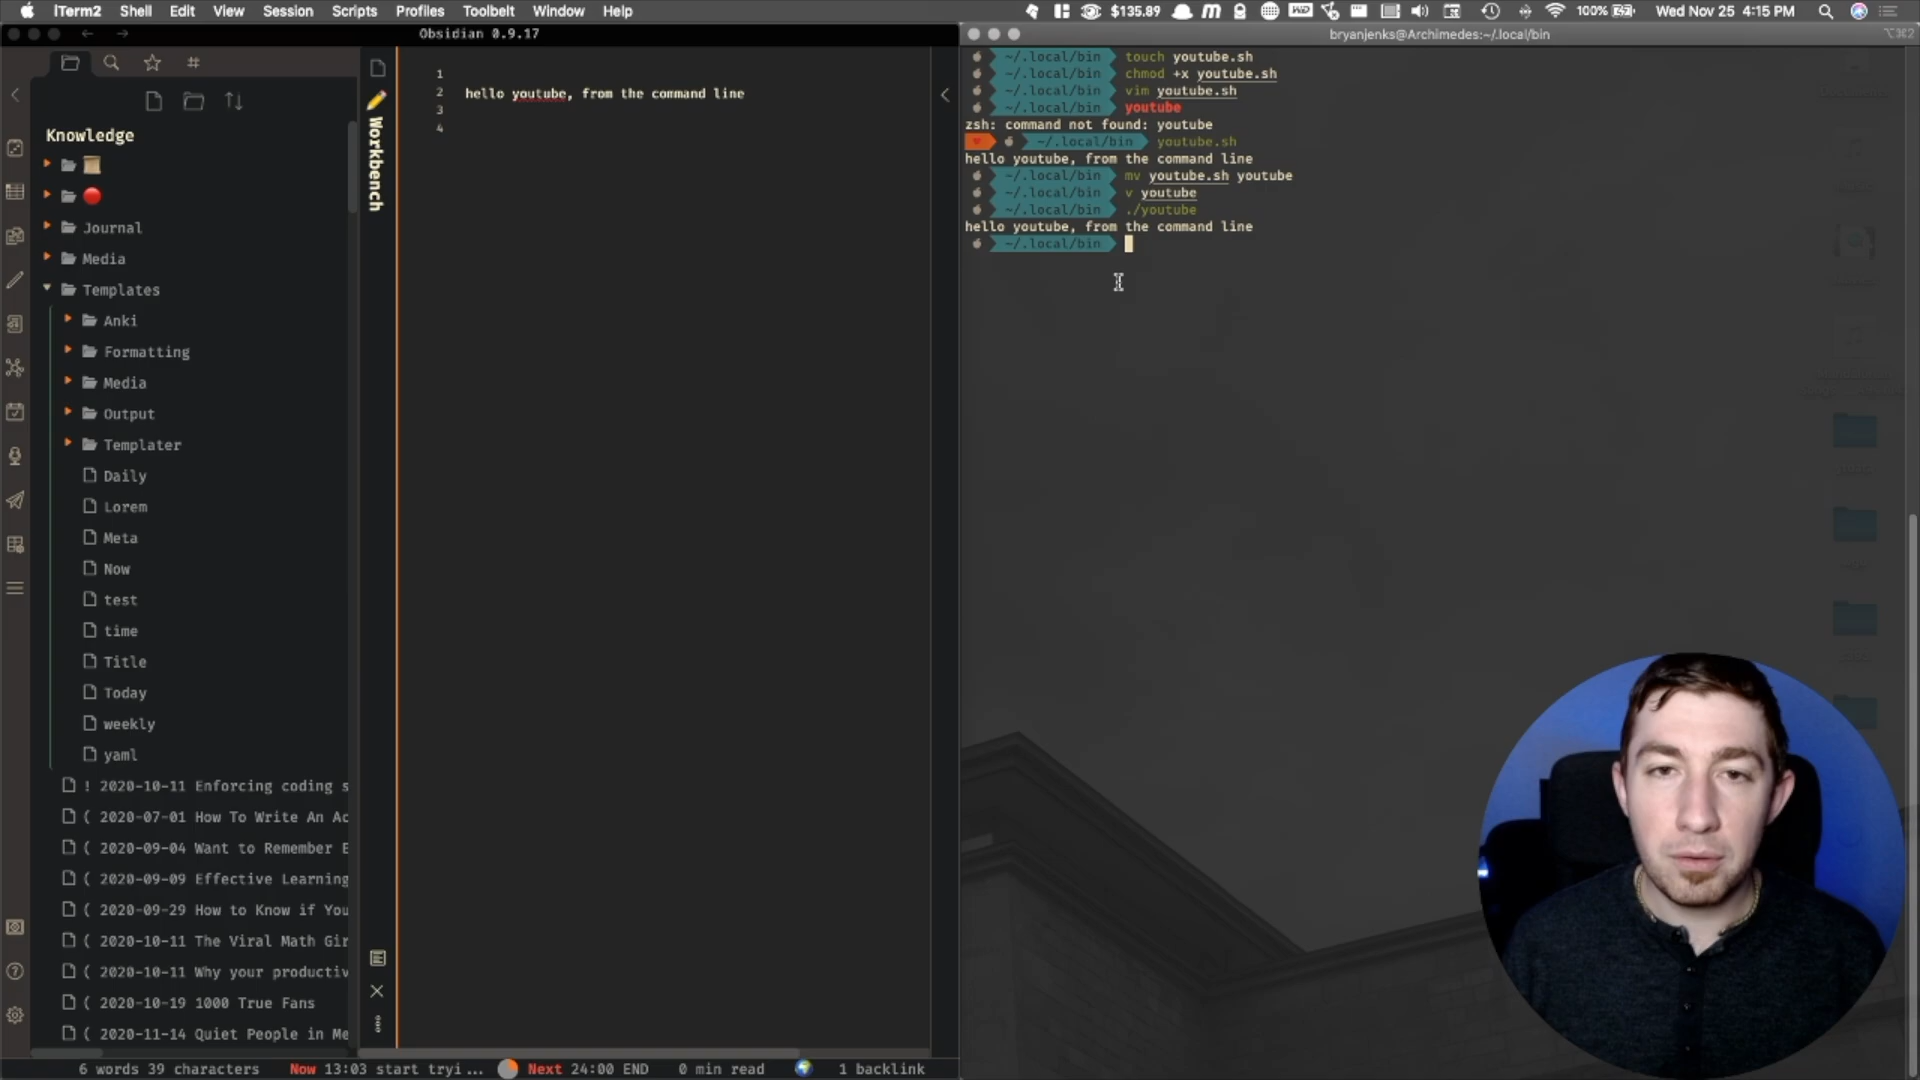 iTerm2 Shell Edit View Session Scripts Profiles Toolbelt Window Help $135.89 100% Wed Nov 25 4:15 PM
Obsidian 0.9.17
bryanjenks@Archimedes:~/.local/bin
⌥⌘2
Knowledge
Journal
Media
Templates
Anki
Formatting
Media
Output
Templater
Daily
Lorem
Meta
Now
test
time
Title
Today
weekly
yaml
! 2020-10-11 Enforcing coding s
( 2020-07-01 How To Write An Ac
( 2020-09-04 Want to Remember E
( 2020-09-09 Effective Learning
( 2020-09-29 How to Know if You
( 2020-10-11 The Viral Math Gir
( 2020-10-11 Why your productiv
( 2020-10-19 1000 True Fans
( 2020-11-14 Quiet People in Me
Workbench
1
2 hello youtube, from the command line
3
4
6 words 39 characters Now 13:03 start tryi ... Next 24:00 END 0 min read 1 backlink
~/.local/bin touch youtube.sh
~/.local/bin chmod +x youtube.sh
~/.local/bin vim youtube.sh
~/.local/bin youtube
zsh: command not found: youtube
~/.local/bin youtube.sh
hello youtube, from the command line
~/.local/bin mv youtube.sh youtube
~/.local/bin v youtube
~/.local/bin ./youtube
hello youtube, from the command line
~/.local/bin